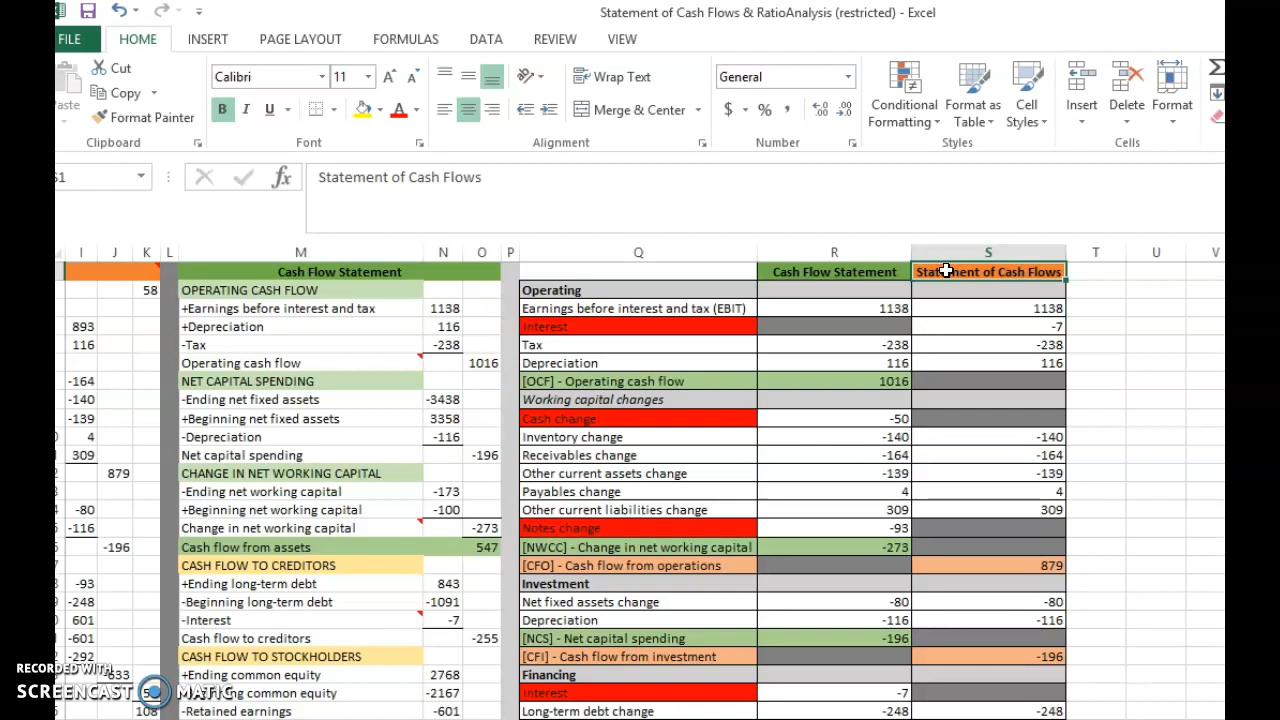 Statement of Cash Flows & RatioAnalysis (restricted) - Excel
FILE HOME INSERT PAGE LAYOUT FORMULAS DATA REVIEW VIEW
Cut
Copy
Format Painter
Calibri 11
B I U
Wrap Text
Merge & Center
General
$ %
Conditional Formatting
Format as Table
Cell Styles
Insert Delete Format
Clipboard Font Alignment Number Styles Cells
fx Statement of Cash Flows
I J K L M N O P Q R S T U V
Cash Flow Statement Cash Flow Statement Statement of Cash Flows
58 OPERATING CASH FLOW Operating
+Earnings before interest and tax 1138 Earnings before interest and tax (EBIT) 1138 1138
893 +Depreciation 116 Interest -7
116 -Tax -238 Tax -238 -238
Operating cash flow 1016 Depreciation 116 116
-164 NET CAPITAL SPENDING [OCF] - Operating cash flow 1016
-140 -Ending net fixed assets -3438 Working capital changes
-139 +Beginning net fixed assets 3358 Cash change -50
4 -Depreciation -116 Inventory change -140 -140
309 Net capital spending -196 Receivables change -164 -164
879 CHANGE IN NET WORKING CAPITAL Other current assets change -139 -139
-Ending net working capital -173 Payables change 4 4
-80 +Beginning net working capital -100 Other current liabilities change 309 309
-116 Change in net working capital -273 Notes change -93
-196 Cash flow from assets 547 [NWCC] - Change in net working capital -273
CASH FLOW TO CREDITORS [CFO] - Cash flow from operations 879
-93 +Ending long-term debt 843 Investment
-248 -Beginning long-term debt -1091 Net fixed assets change -80 -80
601 -Interest -7 Depreciation -116 -116
-601 Cash flow to creditors -255 [NCS] - Net capital spending -196
-292 CASH FLOW TO STOCKHOLDERS [CFI] - Cash flow from investment -196
+Ending common equity 2768 Financing
common equity -2167 Interest -7
108 -Retained earnings -601 Long-term debt change -248 -248
RECORDED WITH
SCREENCAST MATIC